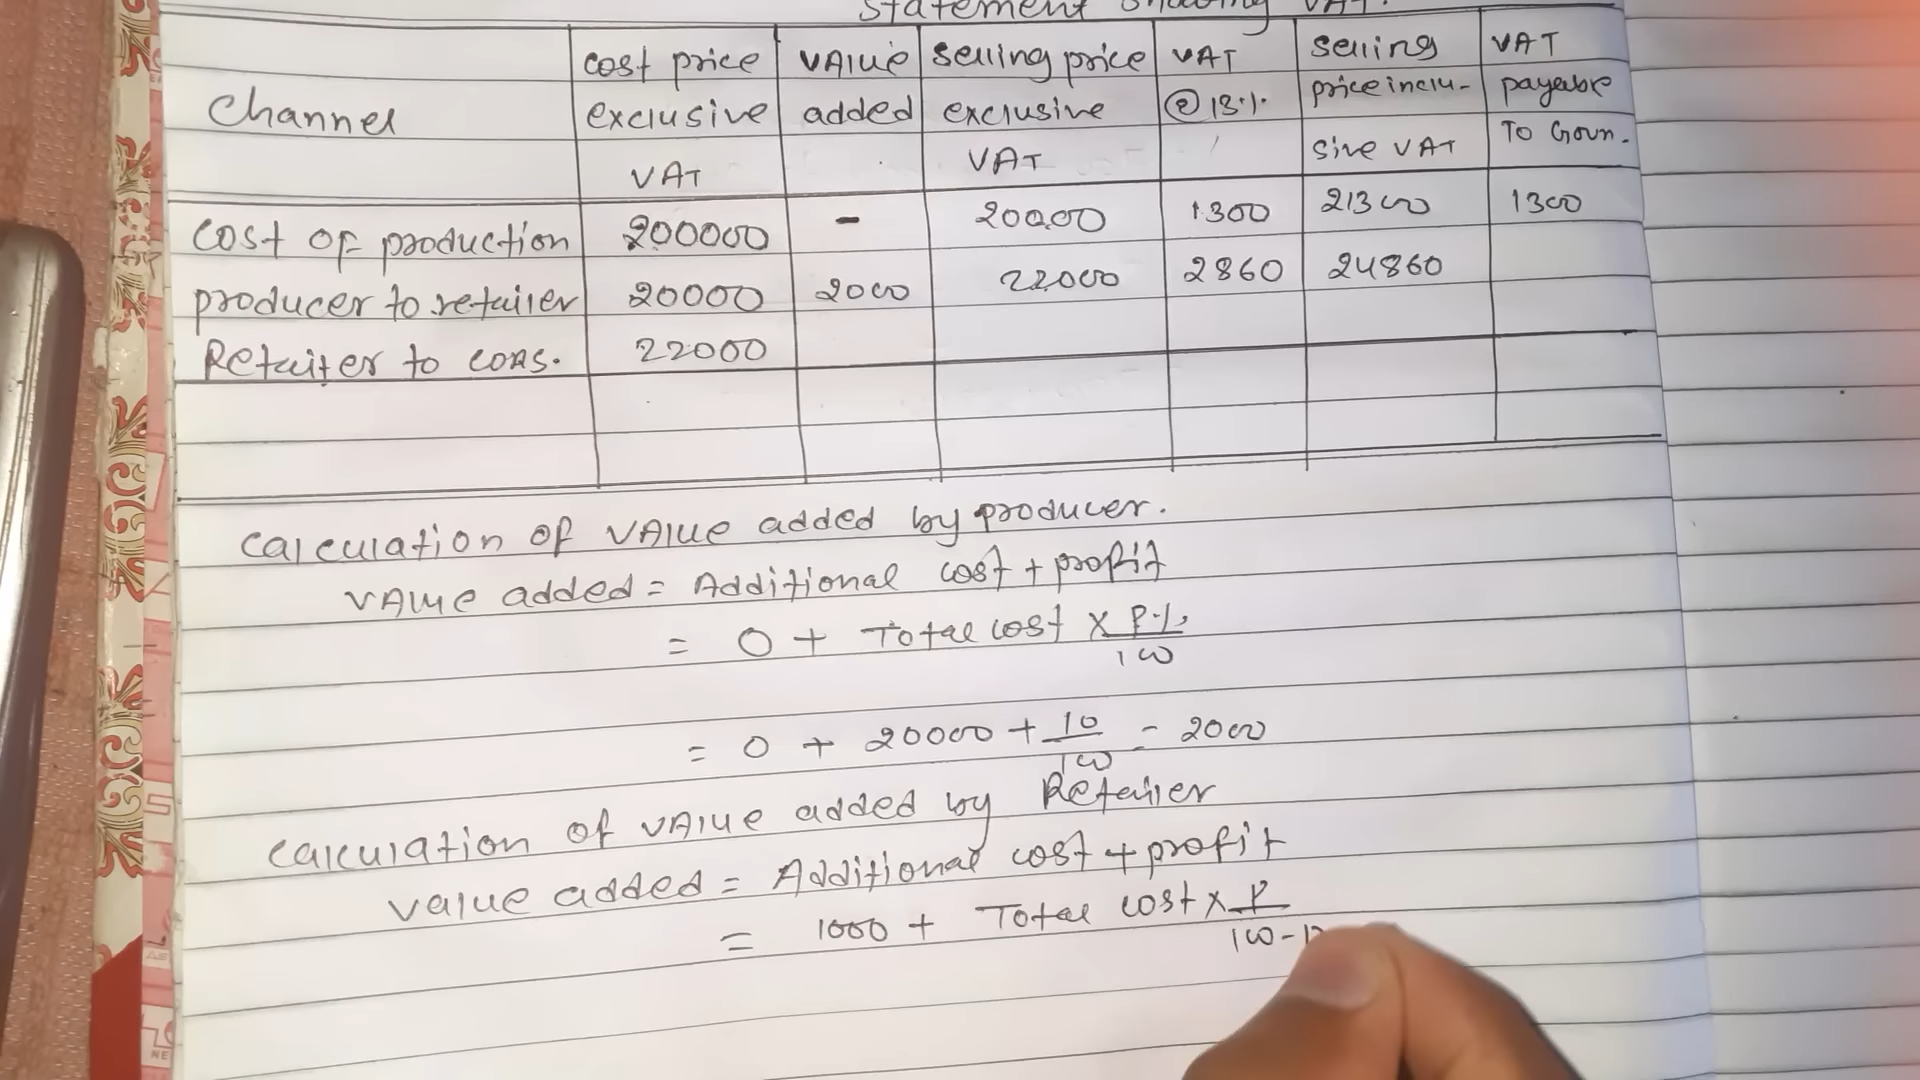 statement showing VAT.
Channel
cost price exclusive VAT
value added
selling price exclusive VAT
VAT @ 13%
selling price inclu-sive VAT
VAT payable To Govn.
cost of production 200000 - 20000 1300 21300 1300
producer to retailer 20000 2000 22000 2860 24860
Retailer to cons. 22000
calculation of value added by producer.
value added = Additional cost + profit
= 0 + Total cost × P% / 100
= 0 + 20000 + 10 / 100 = 2000
calculation of value added by Retailer
value added = Additional cost + profit
= 1000 + Total cost × P / 100 -
NE